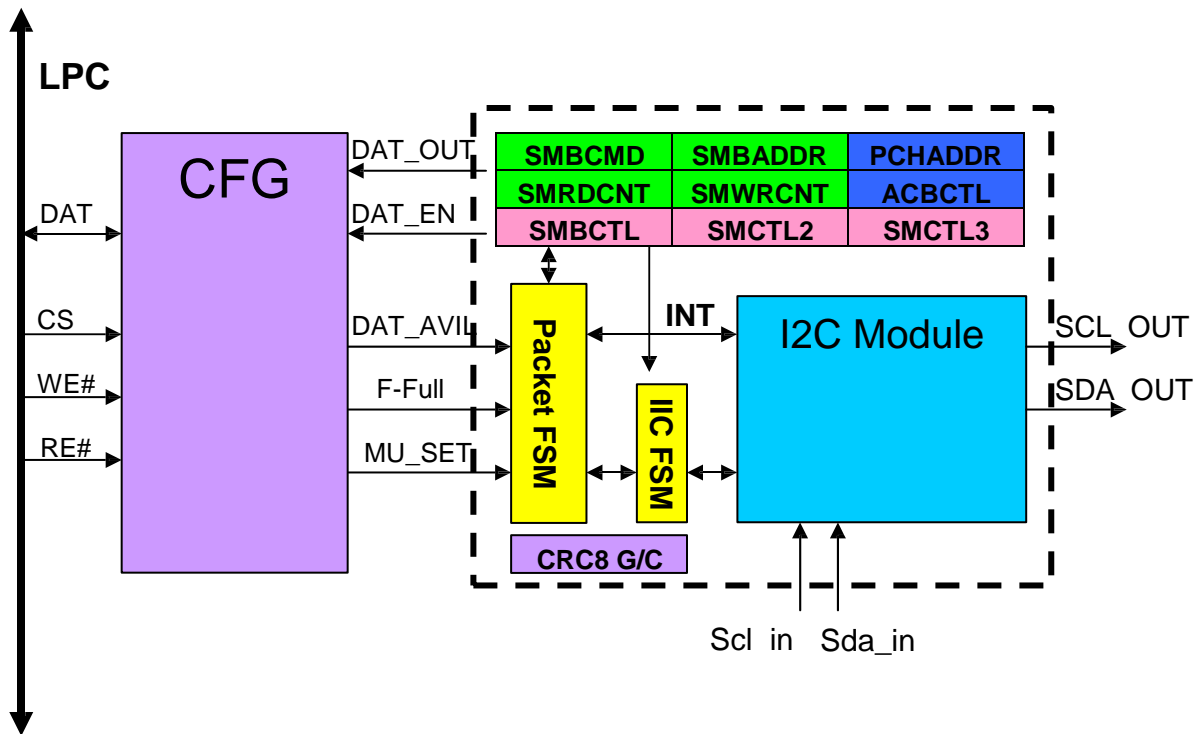 LPC
CFG
DAT
CS
WE#
RE#
DAT_OUT
DAT_EN
DAT_AVIL
F-Full
MU_SET
SMBCMD SMBADDR PCHADDR
SMRDCNT SMWRCNT ACBCTL
SMBCTL SMCTL2 SMCTL3
Packet FSM
INT
IIC FSM
CRC8 G/C
I2C Module
SCL_OUT
SDA_OUT
Scl_in Sda_in